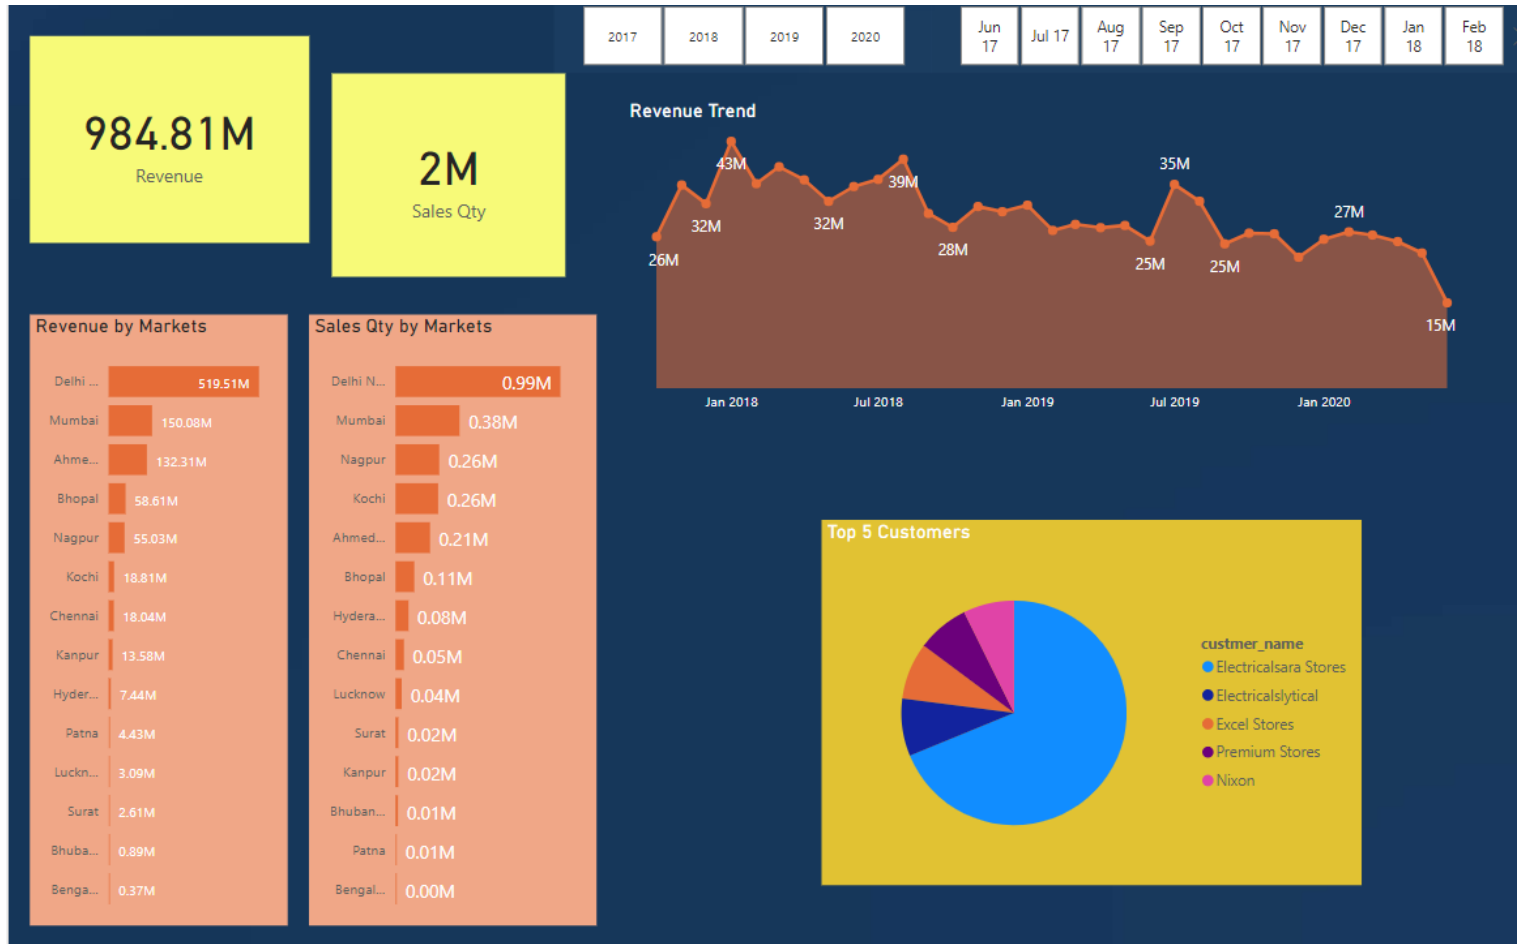 2017
2018
2019
2020
Jun
17
Jul 17
Aug
17
Sep
17
Oct
17
Nov
17
Dec
17
Jan
18
Feb
18
984.81M
Revenue
2M
Sales Qty
Revenue Trend
43M
26M
32M
32M
39M
28M
25M
35M
25M
27M
15M
Jan 2018
Jul 2018
Jan 2019
Jul 2019
Jan 2020
Revenue by Markets
Delhi ... 519.51M
Mumbai 150.08M
Ahme... 132.31M
Bhopal 58.61M
Nagpur 55.03M
Kochi 18.81M
Chennai 18.04M
Kanpur 13.58M
Hyder... 7.44M
Patna 4.43M
Luckn... 3.09M
Surat 2.61M
Bhuba... 0.89M
Benga... 0.37M
Sales Qty by Markets
Delhi N... 0.99M
Mumbai 0.38M
Nagpur 0.26M
Kochi 0.26M
Ahmed... 0.21M
Bhopal 0.11M
Hydera... 0.08M
Chennai 0.05M
Lucknow 0.04M
Surat 0.02M
Kanpur 0.02M
Bhuban... 0.01M
Patna 0.01M
Bengal... 0.00M
Top 5 Customers
custmer_name
Electricalsara Stores
Electricalslytical
Excel Stores
Premium Stores
Nixon